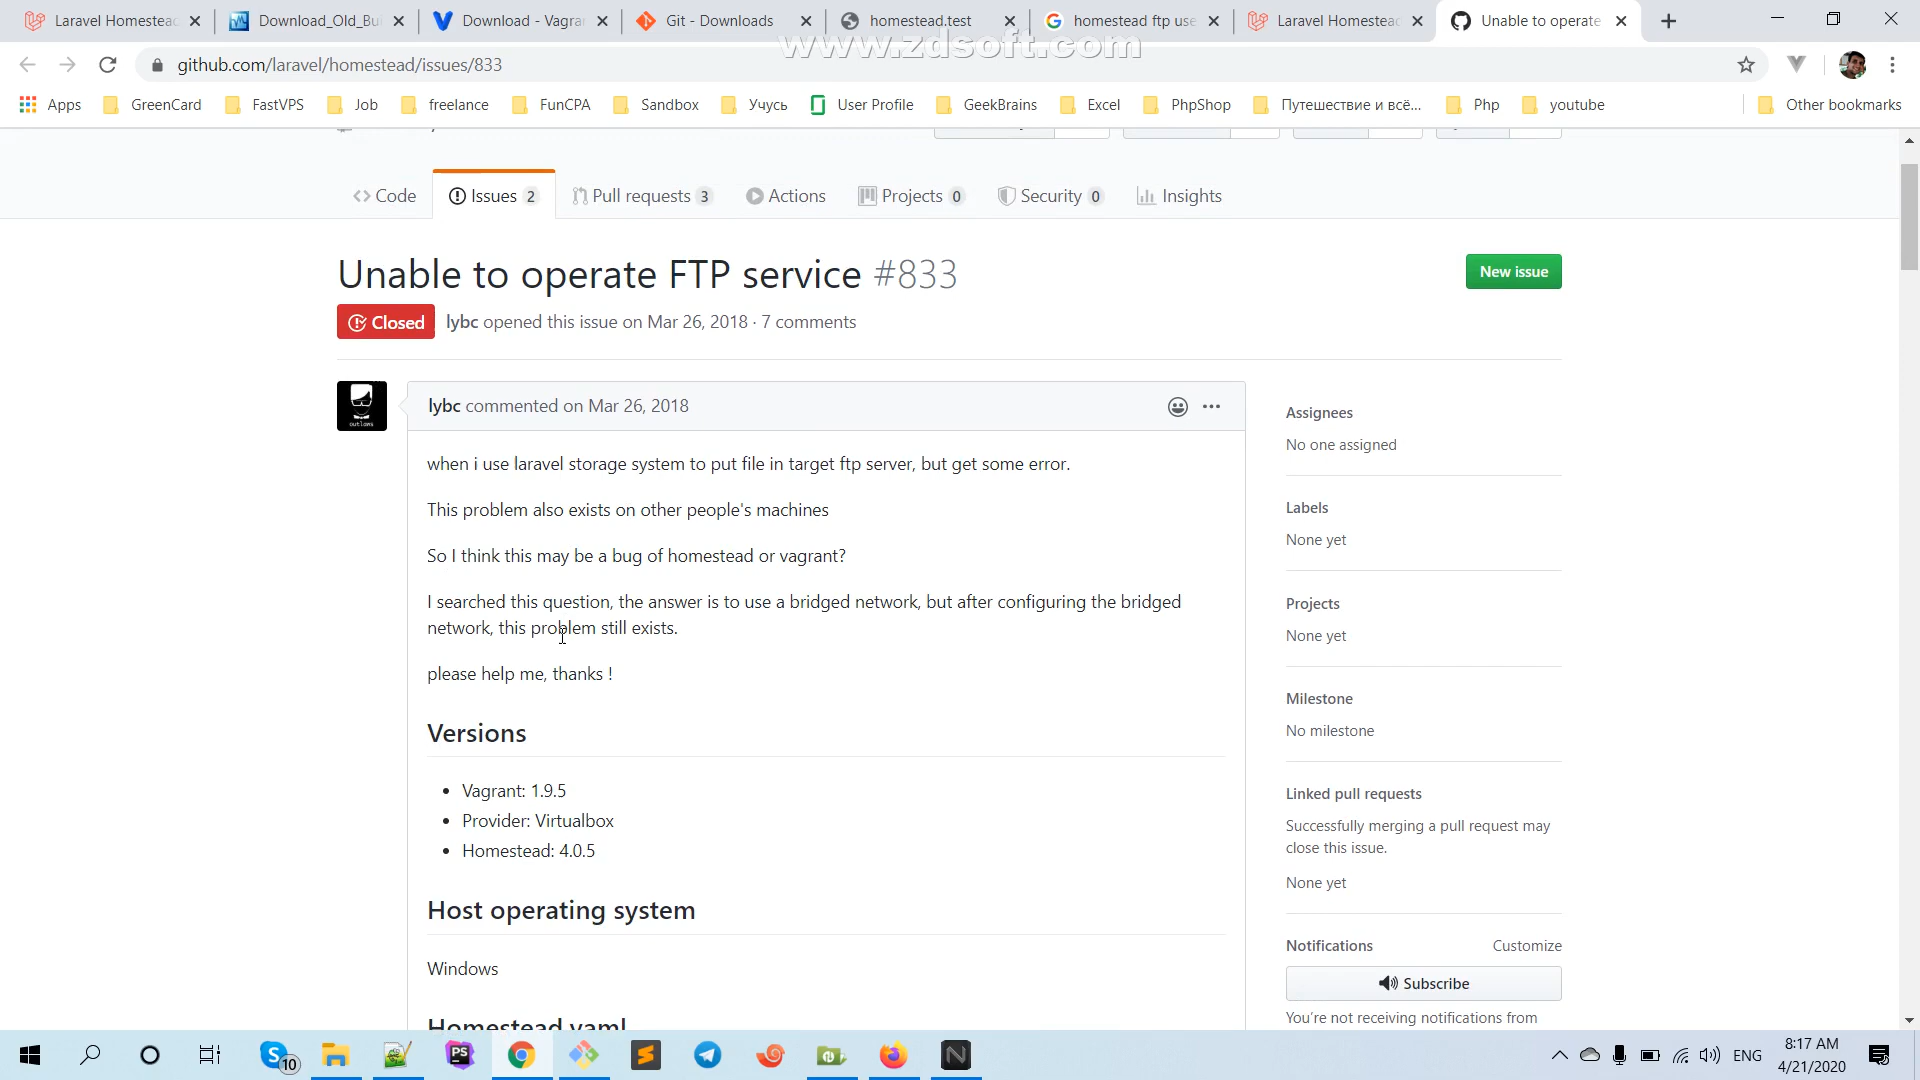 Laravel Homestead
Download_Old_Bui
Download - Vagran
Git - Downloads
homestead.test
homestead ftp use
Laravel Homestead
Unable to operate
www.zdsoft.com
github.com/laravel/homestead/issues/833
Apps
GreenCard
FastVPS
Job
freelance
FunCPA
Sandbox
Учусь
User Profile
GeekBrains
Excel
PhpShop
Путешествие и всё...
Php
youtube
Other bookmarks
Code
Issues 2
Pull requests 3
Actions
Projects 0
Security 0
Insights
Unable to operate FTP service #833
New issue
Closed
lybc opened this issue on Mar 26, 2018 · 7 comments
outlaws
lybc commented on Mar 26, 2018
when i use laravel storage system to put file in target ftp server, but get some error.
This problem also exists on other people's machines
So I think this may be a bug of homestead or vagrant?
I searched this question, the answer is to use a bridged network, but after configuring the bridged
network, this problem still exists.
please help me, thanks !
Versions
• Vagrant: 1.9.5
• Provider: Virtualbox
• Homestead: 4.0.5
Host operating system
Windows
Homestead yaml
Assignees
No one assigned
Labels
None yet
Projects
None yet
Milestone
No milestone
Linked pull requests
Successfully merging a pull request may
close this issue.
None yet
Notifications
Customize
Subscribe
You're not receiving notifications from
10
PS
ENG
8:17 AM
4/21/2020